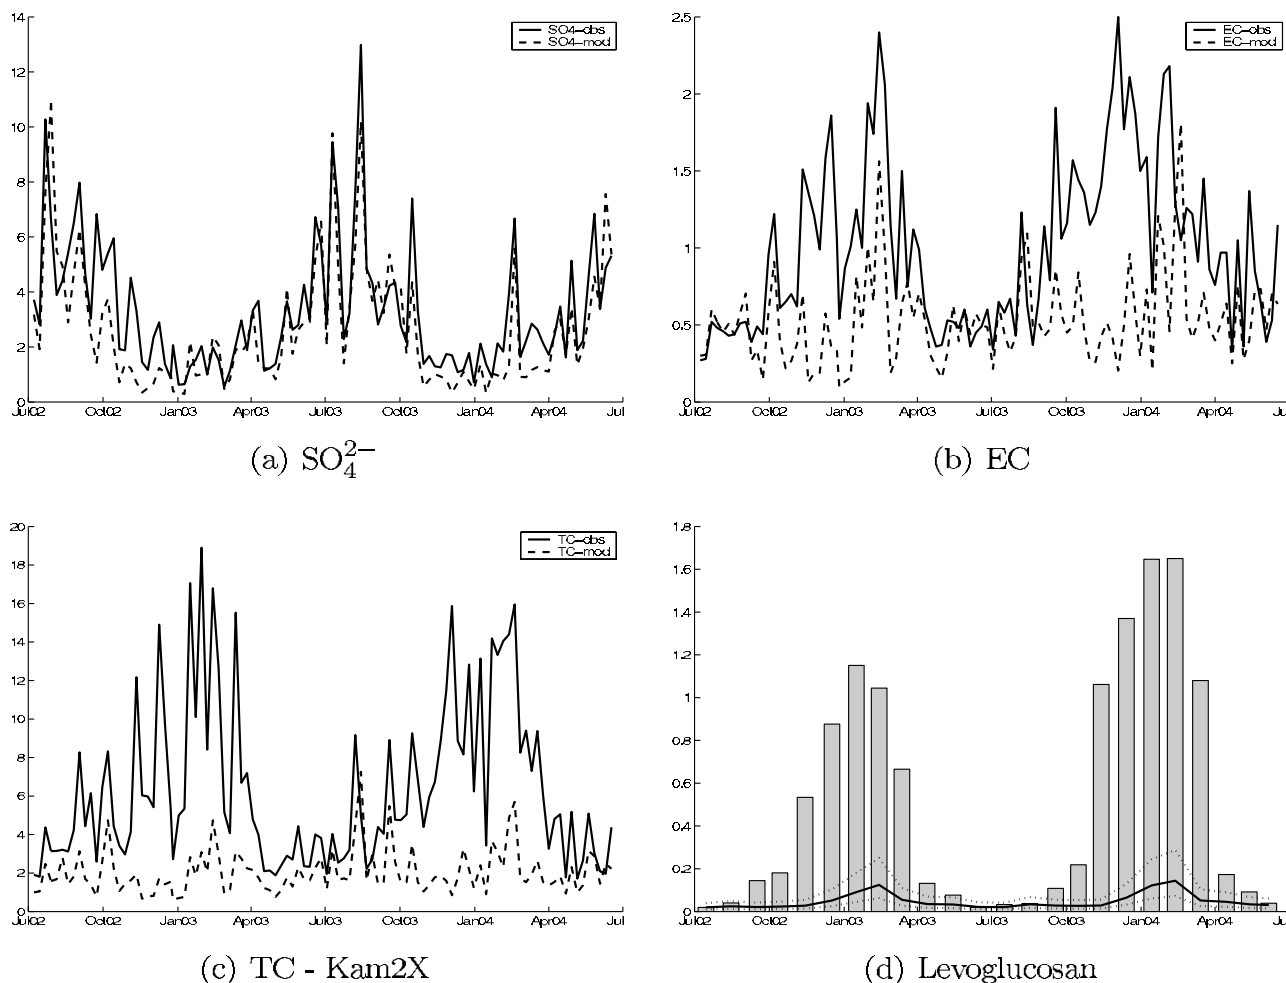 14
12
10
8
6
4
2
0
SO4-obs
SO4-mod
Jul02 Oct02 Jan03 Apr03 Jul03 Oct03 Jan04 Apr04 Jul
(a) SO₄²⁻
2.5
2
1.5
1
0.5
0
EC-obs
EC-mod
Jul02 Oct02 Jan03 Apr03 Jul03 Oct03 Jan04 Apr04 Ju
(b) EC
20
18
16
14
12
10
8
6
4
2
0
TC-obs
TC-mod
Jul02 Oct02 Jan03 Apr03 Jul03 Oct03 Jan04 Apr04 Jul
(c) TC - Kam2X
1.8
1.6
1.4
1.2
1
0.8
0.6
0.4
0.2
0
Jul02 Oct02 Jan03 Apr03 Jul03 Oct03 Jan04 Apr04 Ju
(d) Levoglucosan